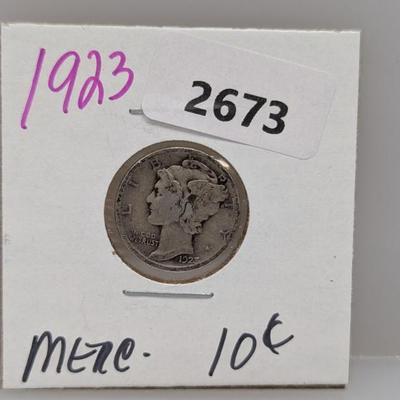 1923
2673
LIBERTY
IN GOD
WE TRUST
1923
MERC. 10¢